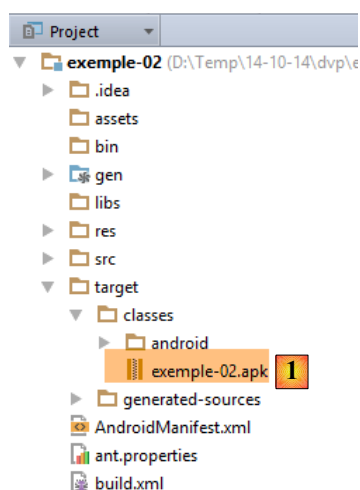 Project
exemple-02 (D:\Temp\14-10-14\dvp\e
.idea
assets
bin
gen
libs
res
src
target
classes
android
exemple-02.apk 1
generated-sources
AndroidManifest.xml
ant.properties
build.xml